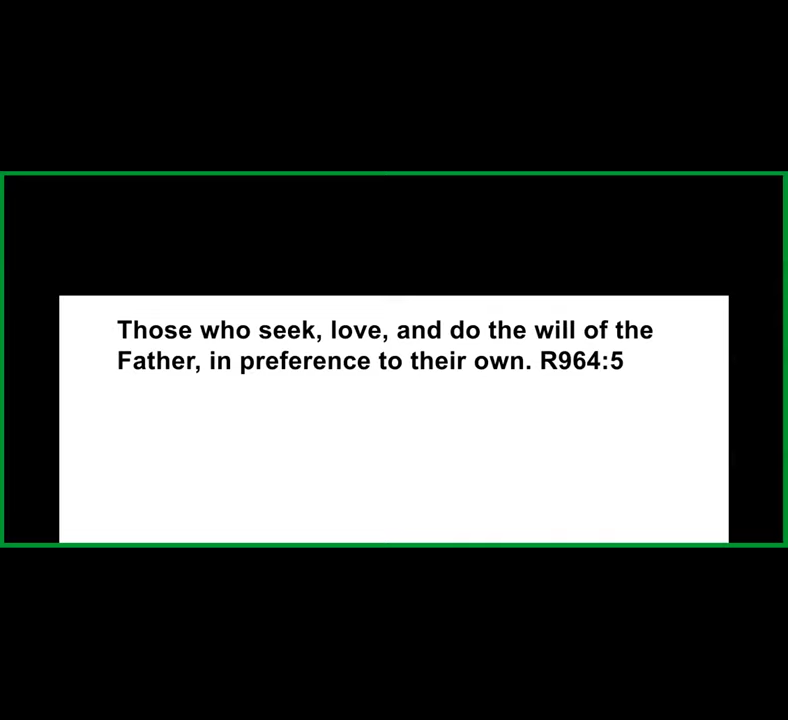 Those who seek, love, and do the will of the
Father, in preference to their own. R964:5